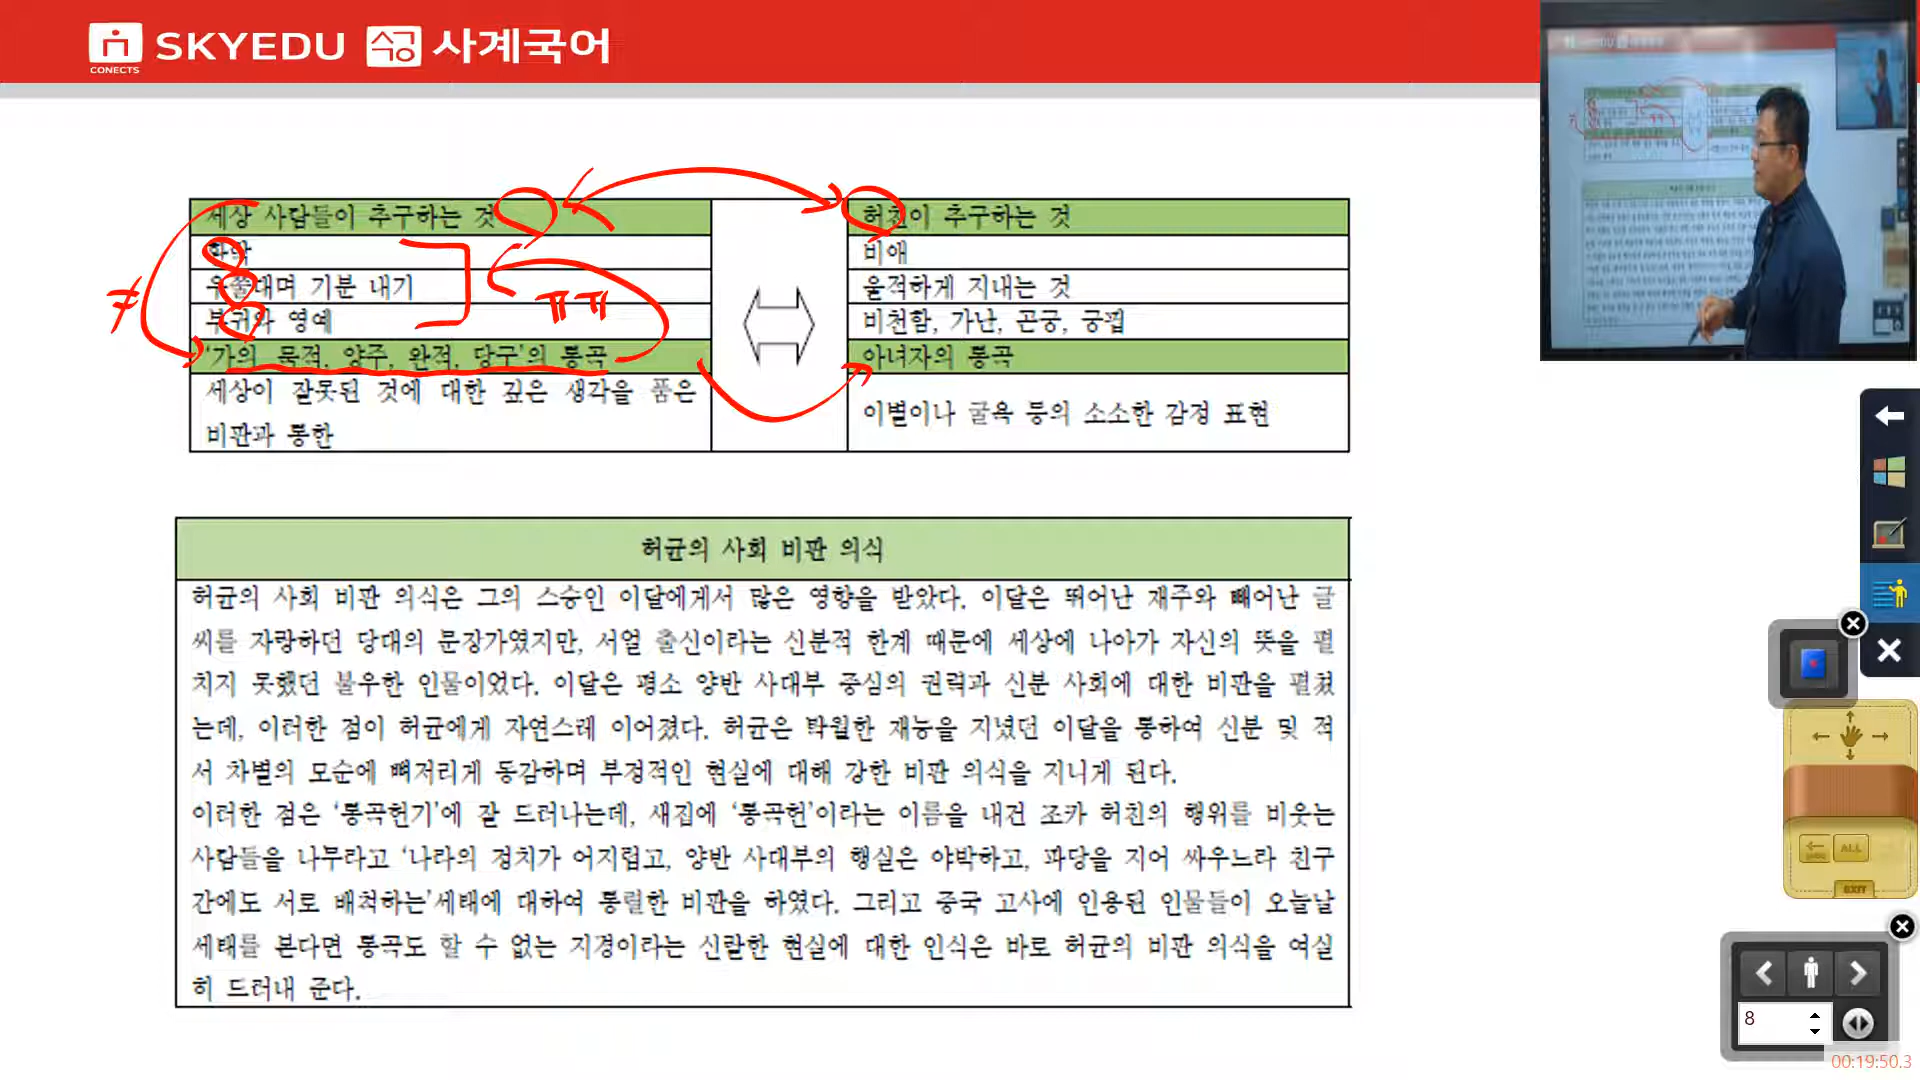 CONECTS
SKYEDU 사계국어
세상 사람들이 추구하는 것
허친이 추구하는 것
화락
비애
우쭐대며 기분 내기
울적하게 지내는 것
부귀와 영예
비천함, 가난, 곤궁, 궁핍
'가의 묵적, 양주, 완적, 당구'의 통곡
아녀자의 통곡
세상이 잘못된 것에 대한 깊은 생각을 품은
비판과 통한
이별이나 굴욕 등의 소소한 감정 표현
허균의 사회 비판 의식
허균의 사회 비판 의식은 그의 스승인 이달에게서 많은 영향을 받았다. 이달은 뛰어난 재주와 빼어난 글
씨를 자랑하던 당대의 문장가였지만, 서얼 출신이라는 신분적 한계 때문에 세상에 나아가 자신의 뜻을 펼
치지 못했던 불우한 인물이었다. 이달은 평소 양반 사대부 중심의 권력과 신분 사회에 대한 비판을 펼쳤
는데, 이러한 점이 허균에게 자연스레 이어졌다. 허균은 탁월한 재능을 지녔던 이달을 통하여 신분 및 적
서 차별의 모순에 뼈저리게 동감하며 부정적인 현실에 대해 강한 비판 의식을 지니게 된다.
이러한 점은 '통곡헌기'에 잘 드러나는데, 새집에 '통곡헌'이라는 이름을 내건 조카 허친의 행위를 비웃는
사람들을 나무라고 '나라의 정치가 어지럽고, 양반 사대부의 행실은 야박하고, 파당을 지어 싸우느라 친구
간에도 서로 배척하는'세태에 대하여 통렬한 비판을 하였다. 그리고 중국 고사에 인용된 인물들이 오늘날
세태를 본다면 통곡도 할 수 없는 지경이라는 신랄한 현실에 대한 인식은 바로 허균의 비판 의식을 여실
히 드러내 준다.
ALL
EXIT
8
00:19:50.3